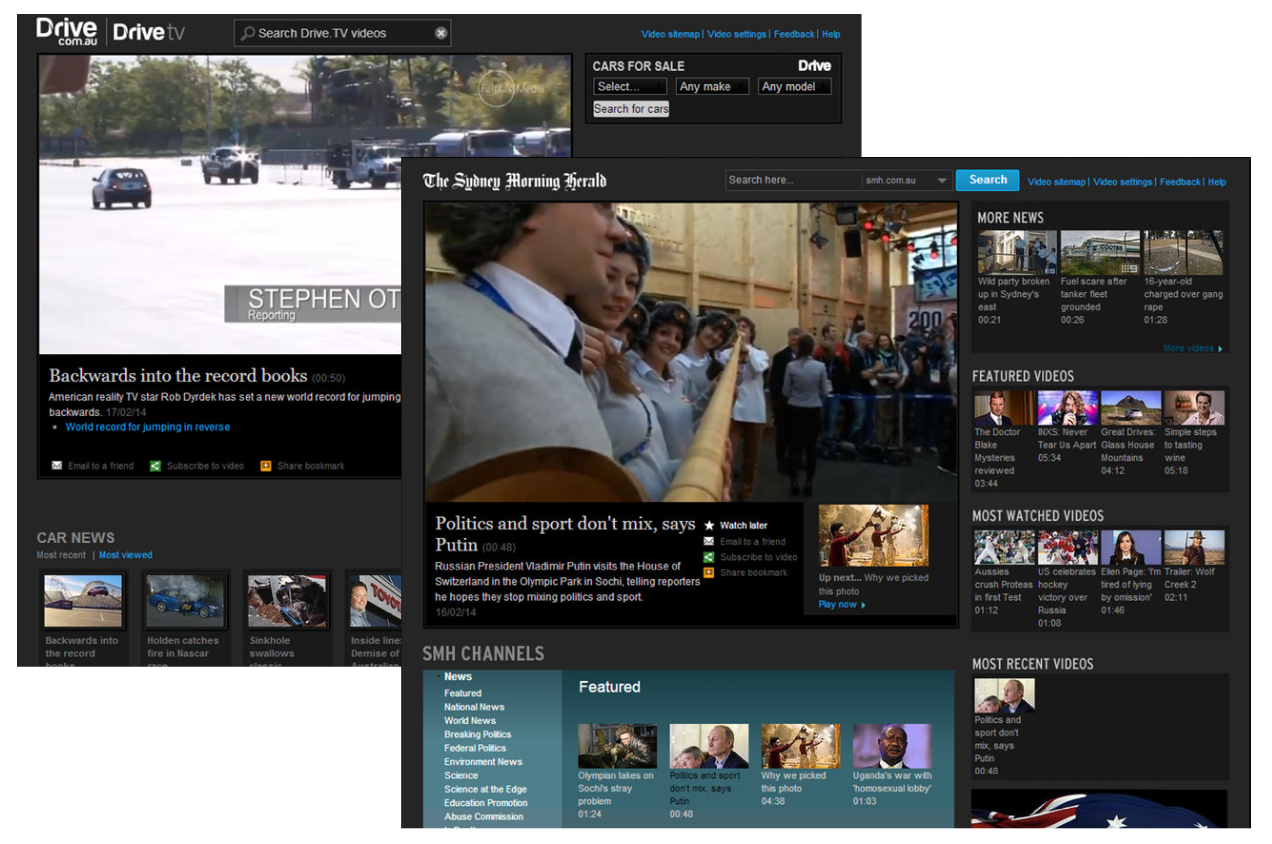 Drive
com.au
Drive tv
Search Drive.TV videos
Video sitemap | Video settings | Feedback | Help
Fairfax Media
STEPHEN OT
Reporting
CARS FOR SALE
Drive
Select...
Any make
Any model
Search for cars
Backwards into the record books (00:50)
American reality TV star Rob Dyrdek has set a new world record for jumping
backwards. 17/02/14
World record for jumping in reverse
Email to a friend
Subscribe to video
Share bookmark
CAR NEWS
Most recent | Most viewed
Backwards into
the record
books
Holden catches
fire in Nascar
race
Sinkhole
swallows
classic
TOYOT
Inside line:
Demise of
Australian
The Sydney Morning Herald
Search here...
smh.com.au
Search
Video sitemap | Video settings | Feedback | Help
200
Politics and sport don't mix, says
Putin (00:48)
Russian President Vladimir Putin visits the House of
Switzerland in the Olympic Park in Sochi, telling reporters
he hopes they stop mixing politics and sport.
16/02/14
Watch later
Email to a friend
Subscribe to video
Share bookmark
Up next... Why we picked
this photo
Play now
MORE NEWS
Wild party broken
up in Sydney's
east
00:21
COOTES
Fuel scare after
tanker fleet
grounded
00:26
16-year-old
charged over gang
rape
01:28
More videos
FEATURED VIDEOS
The Doctor
Blake
Mysteries
reviewed
03:44
INXS: Never
Tear Us Apart
05:34
Great Drives:
Glass House
Mountains
04:12
Simple steps
to tasting
wine
05:18
MOST WATCHED VIDEOS
Aussies
crush Proteas
in first Test
01:12
US celebrates
hockey
victory over
Russia
01:08
Ellen Page: 'I'm
tired of lying
by omission'
01:46
Trailer: Wolf
Creek 2
02:11
MOST RECENT VIDEOS
Politics and
sport don't
mix, says
Putin
00:48
SMH CHANNELS
News
Featured
National News
World News
Breaking Politics
Federal Politics
Environment News
Science
Science at the Edge
Education Promotion
Abuse Commission
Featured
Olympian takes on
Sochi's stray
problem
01:24
Politics and sport
don't mix, says
Putin
00:48
Why we picked
this photo
04:38
Uganda's war with
'homosexual lobby'
01:03